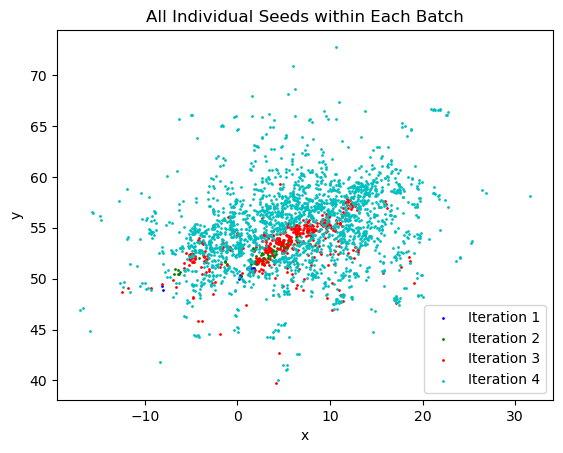 All Individual Seeds within Each Batch
70
65
60
55
50
45
40
y
−10
0
10
20
30
x
Iteration 1
Iteration 2
Iteration 3
Iteration 4